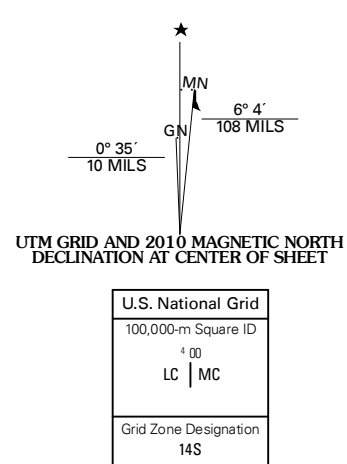 MN
GN
6° 4´
108 MILS
0° 35´
10 MILS
UTM GRID AND 2010 MAGNETIC NORTH
DECLINATION AT CENTER OF SHEET
U.S. National Grid
100,000-m Square ID
4 00
LC MC
Grid Zone Designation
14S